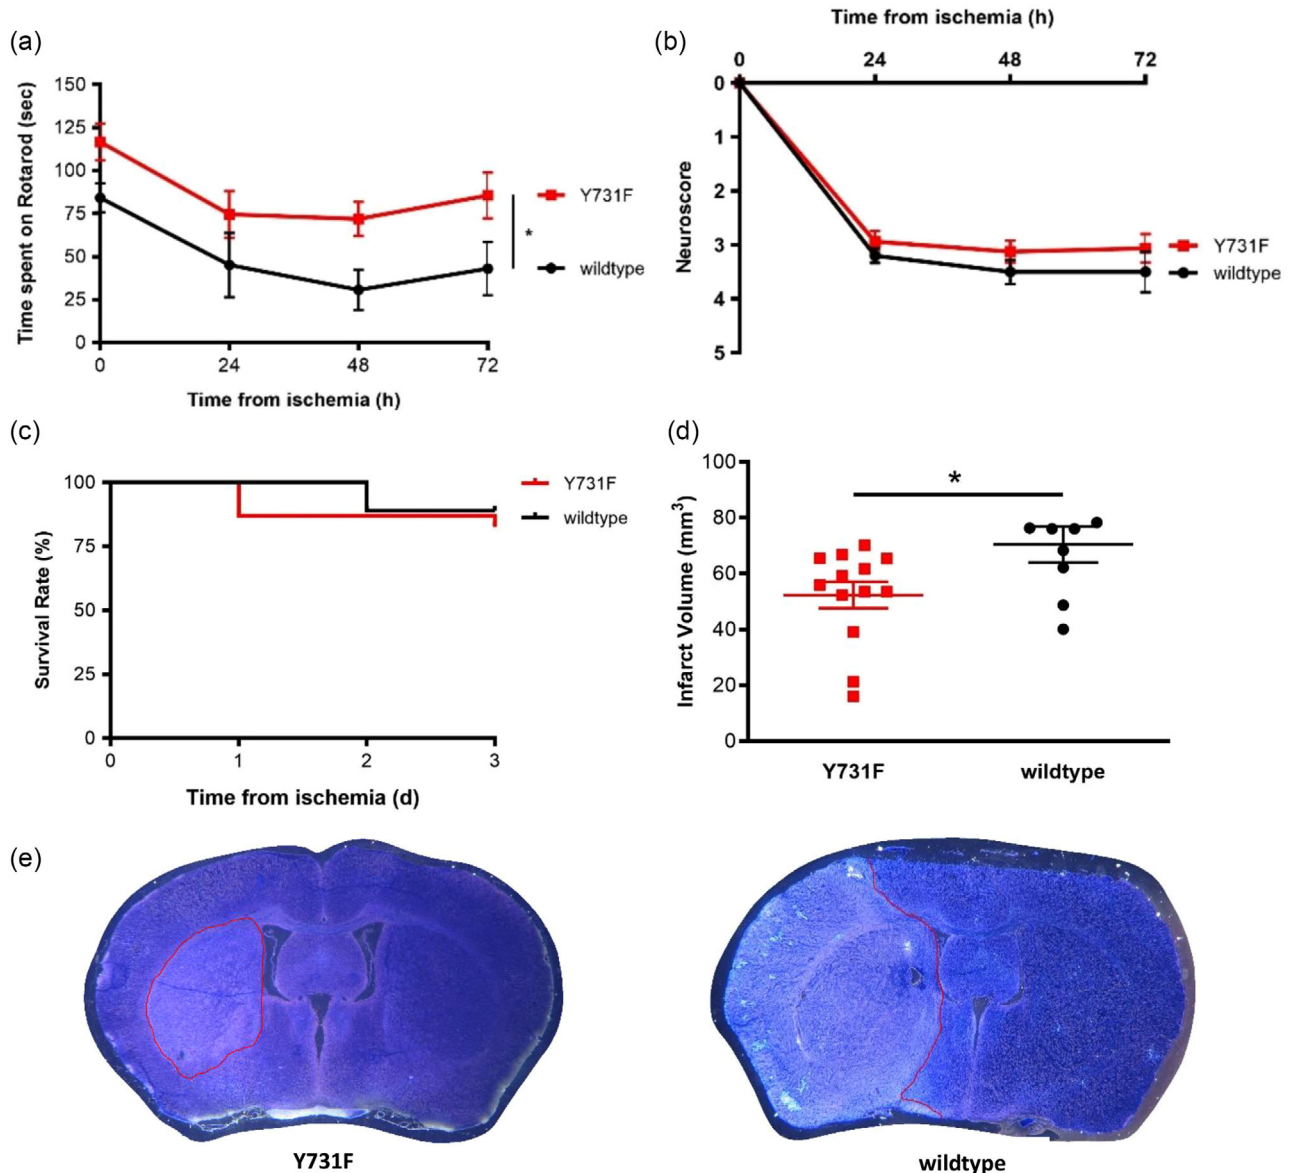 (a)
Time spent on Rotarod (sec)
150
125
100
75
50
25
0
0 24 48 72
Time from ischemia (h)
Y731F
*
wildtype
(b)
Time from ischemia (h)
0 24 48 72
Neuroscore
0
1
2
3
4
5
Y731F
wildtype
(c)
Survival Rate (%)
100
75
50
25
0
0 1 2 3
Time from ischemia (d)
Y731F
wildtype
(d)
Infarct Volume (mm³)
100
80
60
40
20
0
*
Y731F wildtype
(e)
Y731F
wildtype